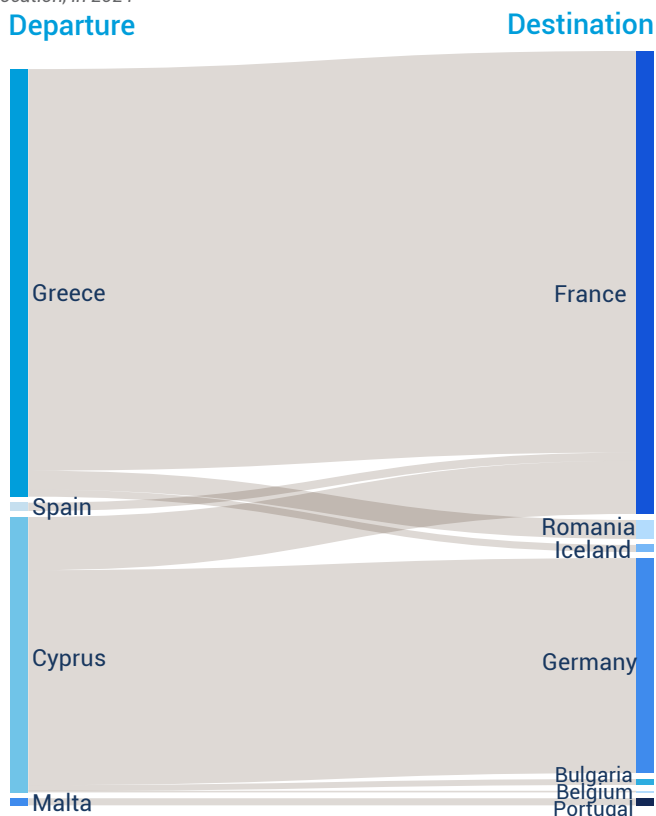 Departure
Destination
Greece
France
Spain
Romania
Iceland
Cyprus
Germany
Bulgaria
Belgium
Malta
Portugal